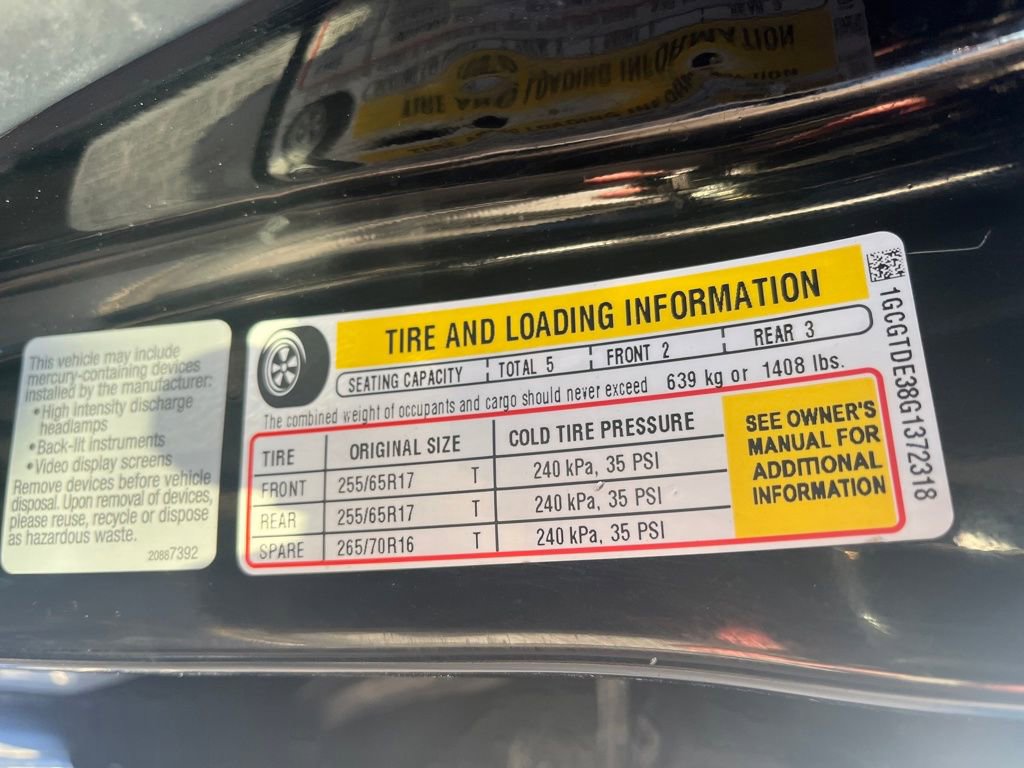 This vehicle may include
mercury-containing devices
installed by the manufacturer:
•High intensity discharge
headlamps
•Back-lit instruments
•Video display screens
Remove devices before vehicle
disposal. Upon removal of devices,
please reuse, recycle or dispose
as hazardous waste.
20887392
TIRE AND LOADING INFORMATION
SEATING CAPACITY TOTAL 5 FRONT 2 REAR 3
The combined weight of occupants and cargo should never exceed 639 kg or 1408 lbs.
TIRE ORIGINAL SIZE COLD TIRE PRESSURE
FRONT 255/65R17 T 240 kPa, 35 PSI
REAR 255/65R17 T 240 kPa, 35 PSI
SPARE 265/70R16 T 240 kPa, 35 PSI
SEE OWNER'S
MANUAL FOR
ADDITIONAL
INFORMATION
1GCGTDE38G1372318
TIRE AND LOADING INFORMATION